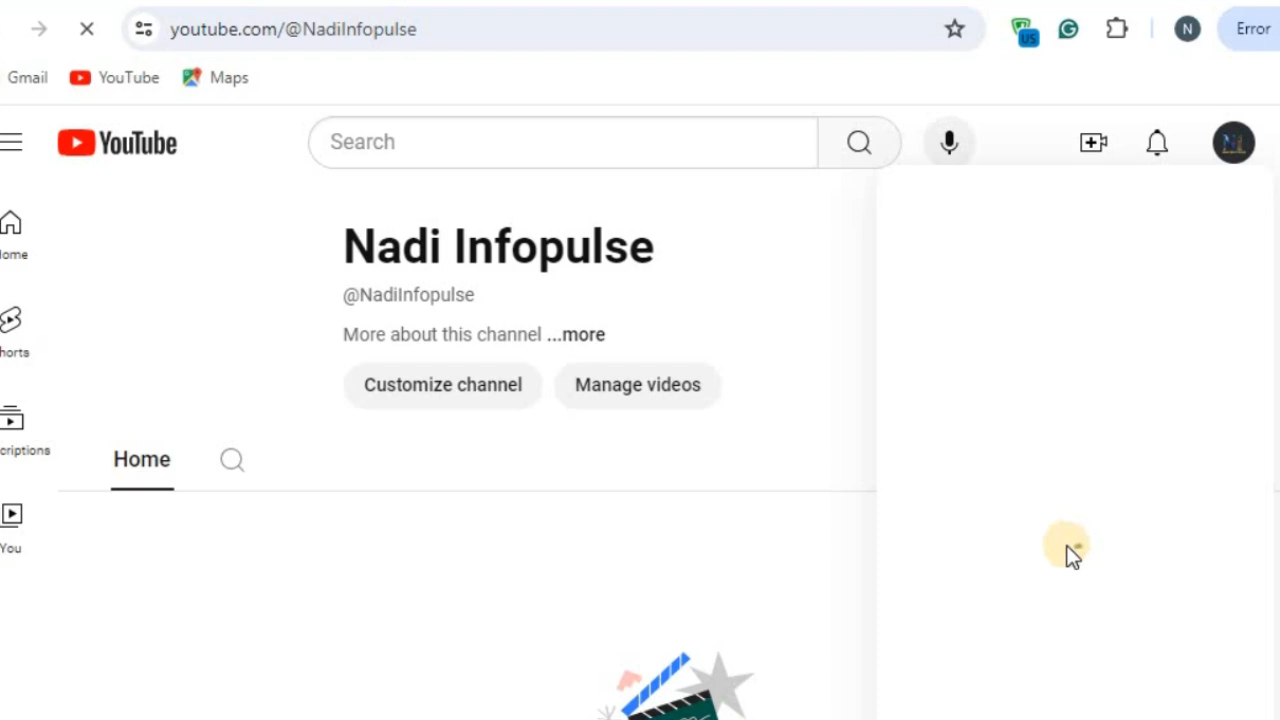 youtube.com/@NadiInfopulse
US
N
Error
Gmail
YouTube
Maps
YouTube
Search
Nadi Infopulse
@NadiInfopulse
More about this channel ...more
Customize channel
Manage videos
Home
ome
horts
criptions
You